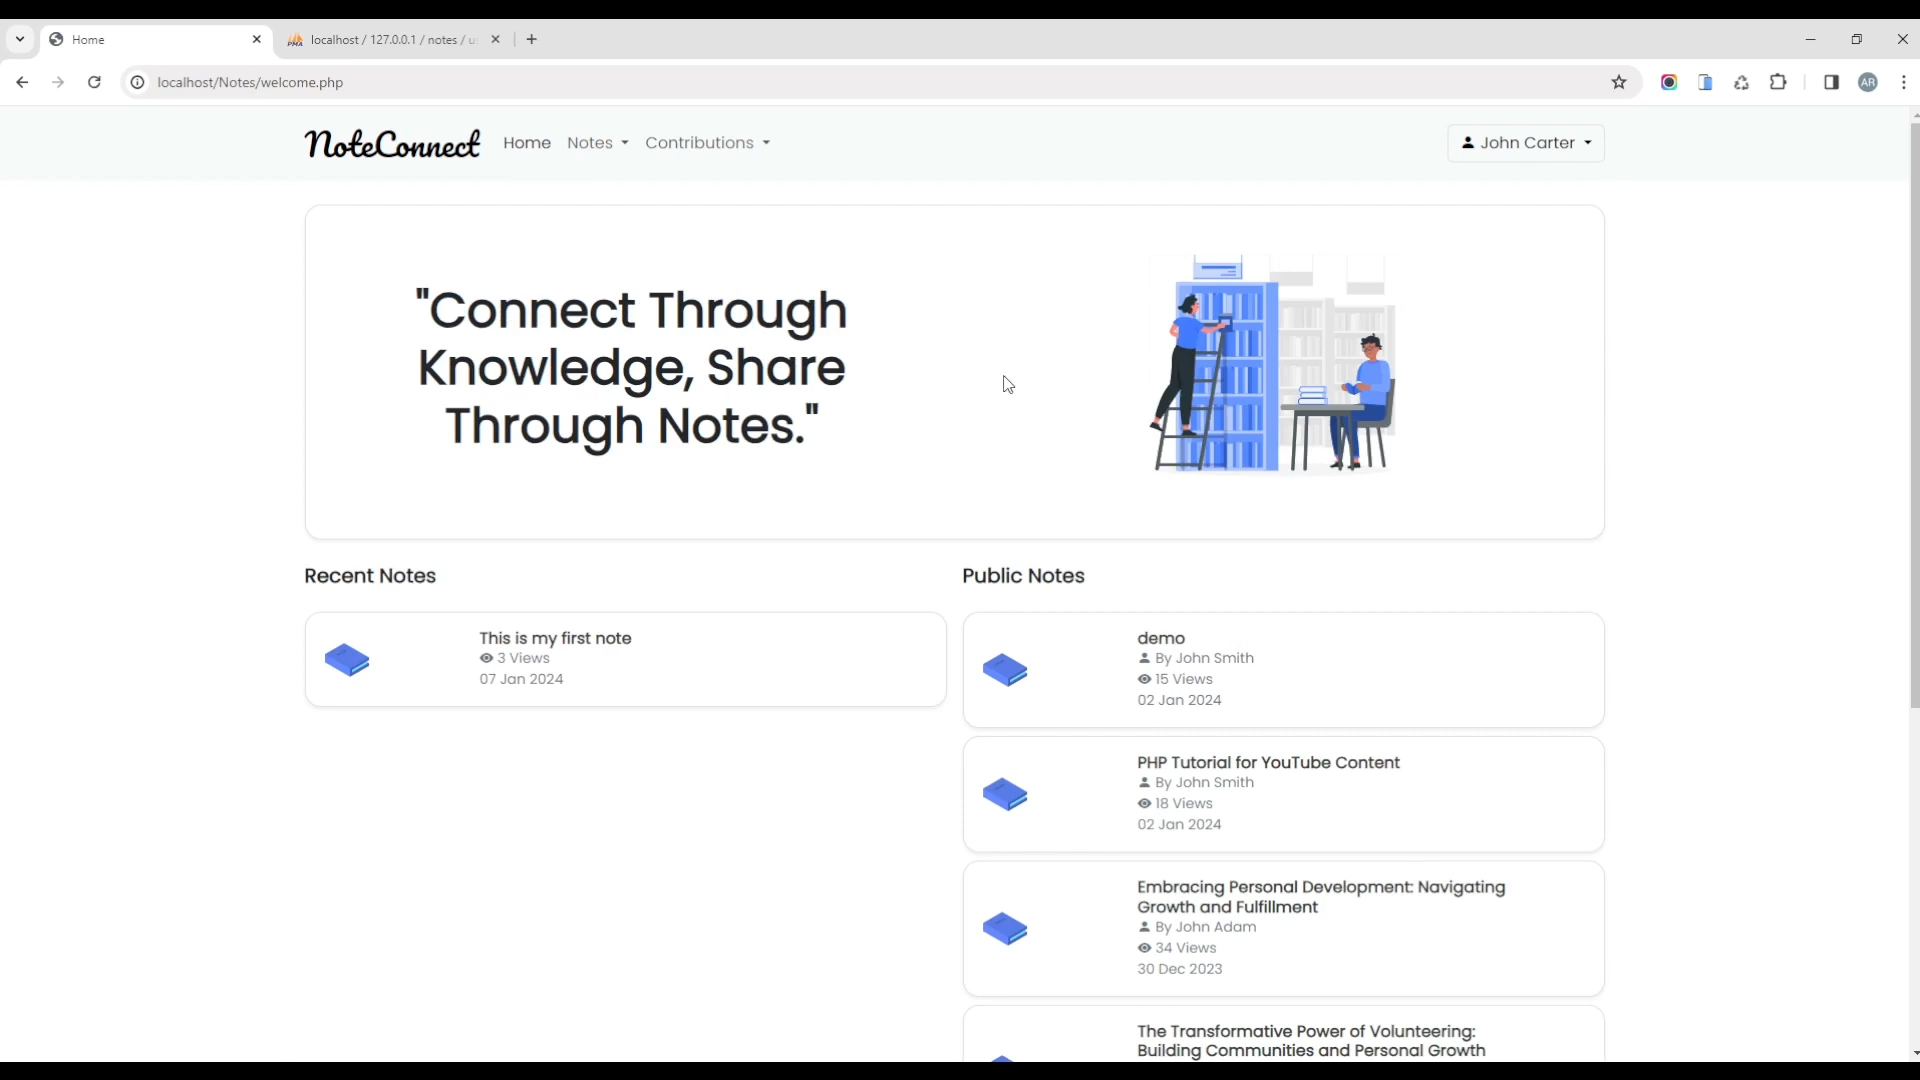 Home
localhost / 127.0.0.1 / notes / u
localhost/Notes/welcome.php
AR
NoteConnect
Home
Notes
Contributions
John Carter
"Connect Through
Knowledge, Share
Through Notes."
Recent Notes
This is my first note
3 Views
07 Jan 2024
Public Notes
demo
By John Smith
15 Views
02 Jan 2024
PHP Tutorial for YouTube Content
By John Smith
18 Views
02 Jan 2024
Embracing Personal Development: Navigating
Growth and Fulfillment
By John Adam
34 Views
30 Dec 2023
The Transformative Power of Volunteering:
Building Communities and Personal Growth